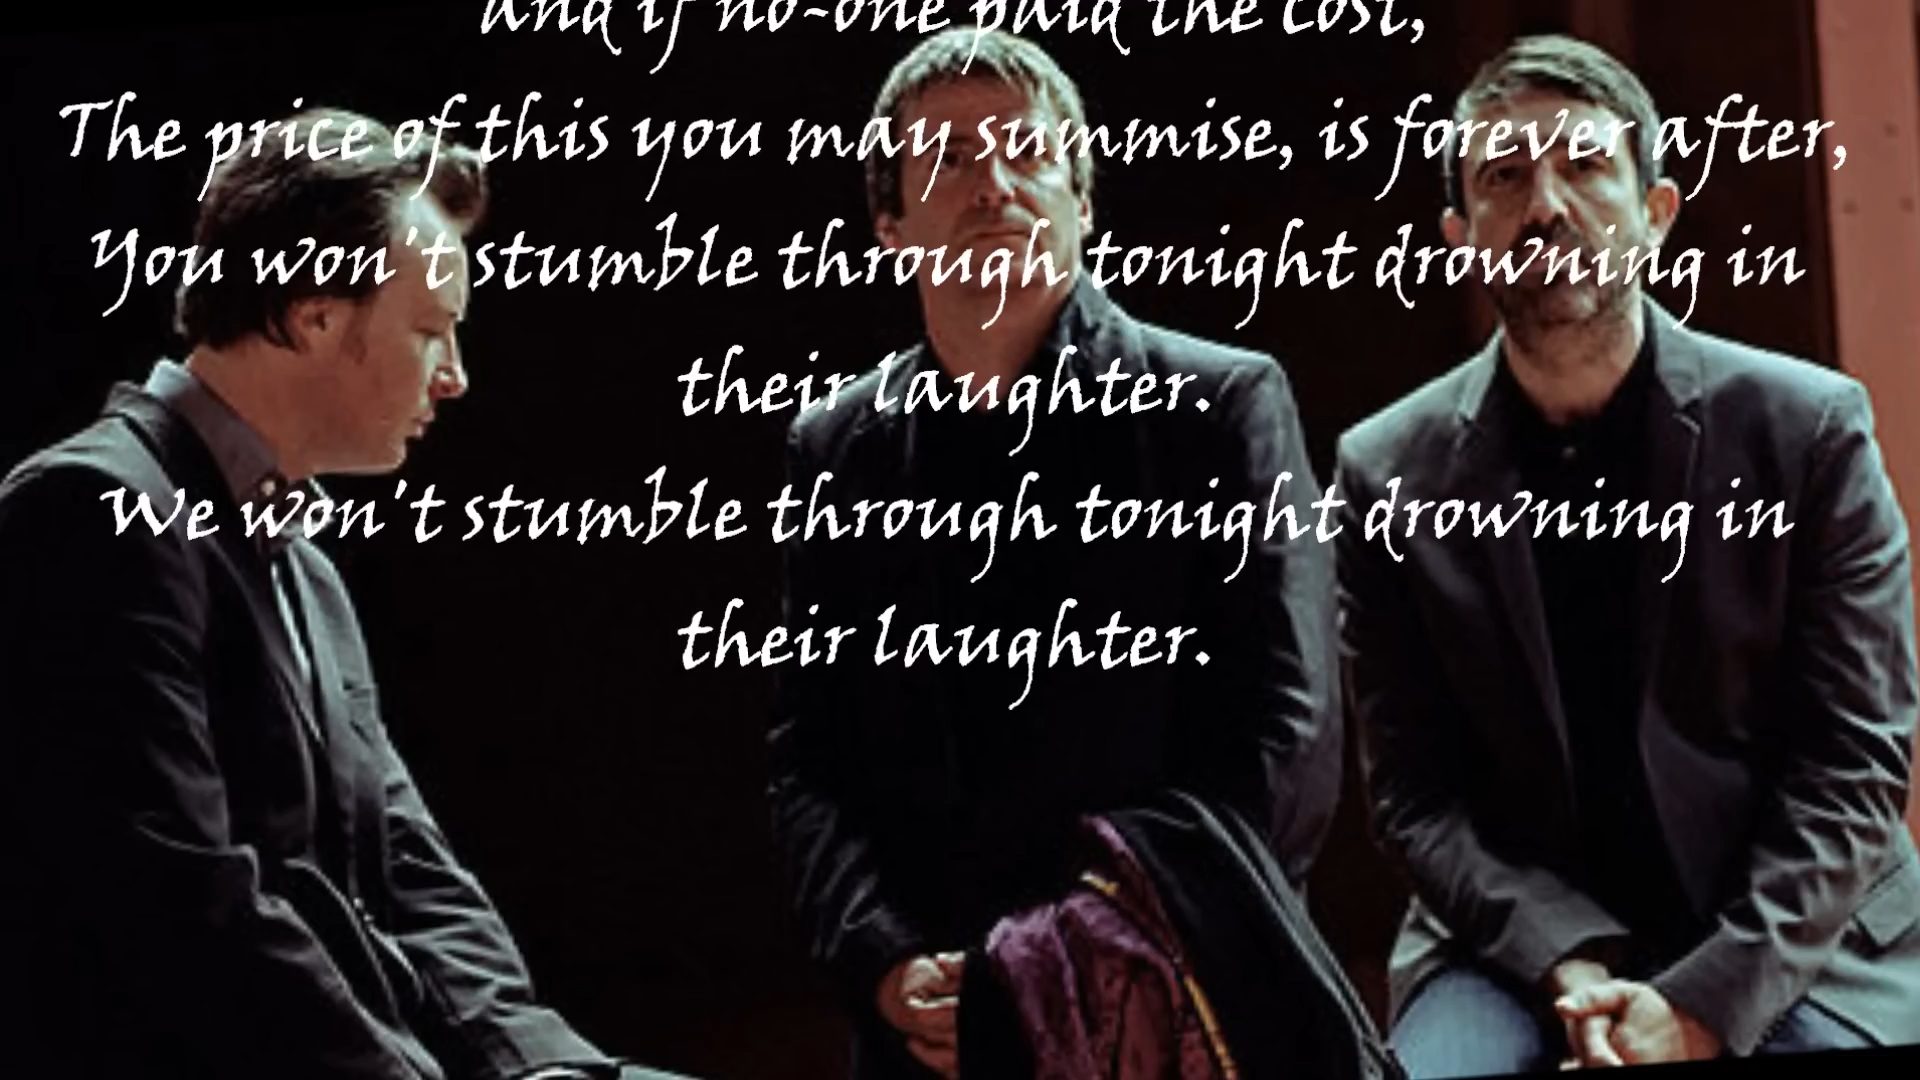 and if no-one paid the cost,
The price of this you may summise, is forever after,
You won't stumble through tonight drowning in
their laughter.
We won't stumble through tonight drowning in
their laughter.